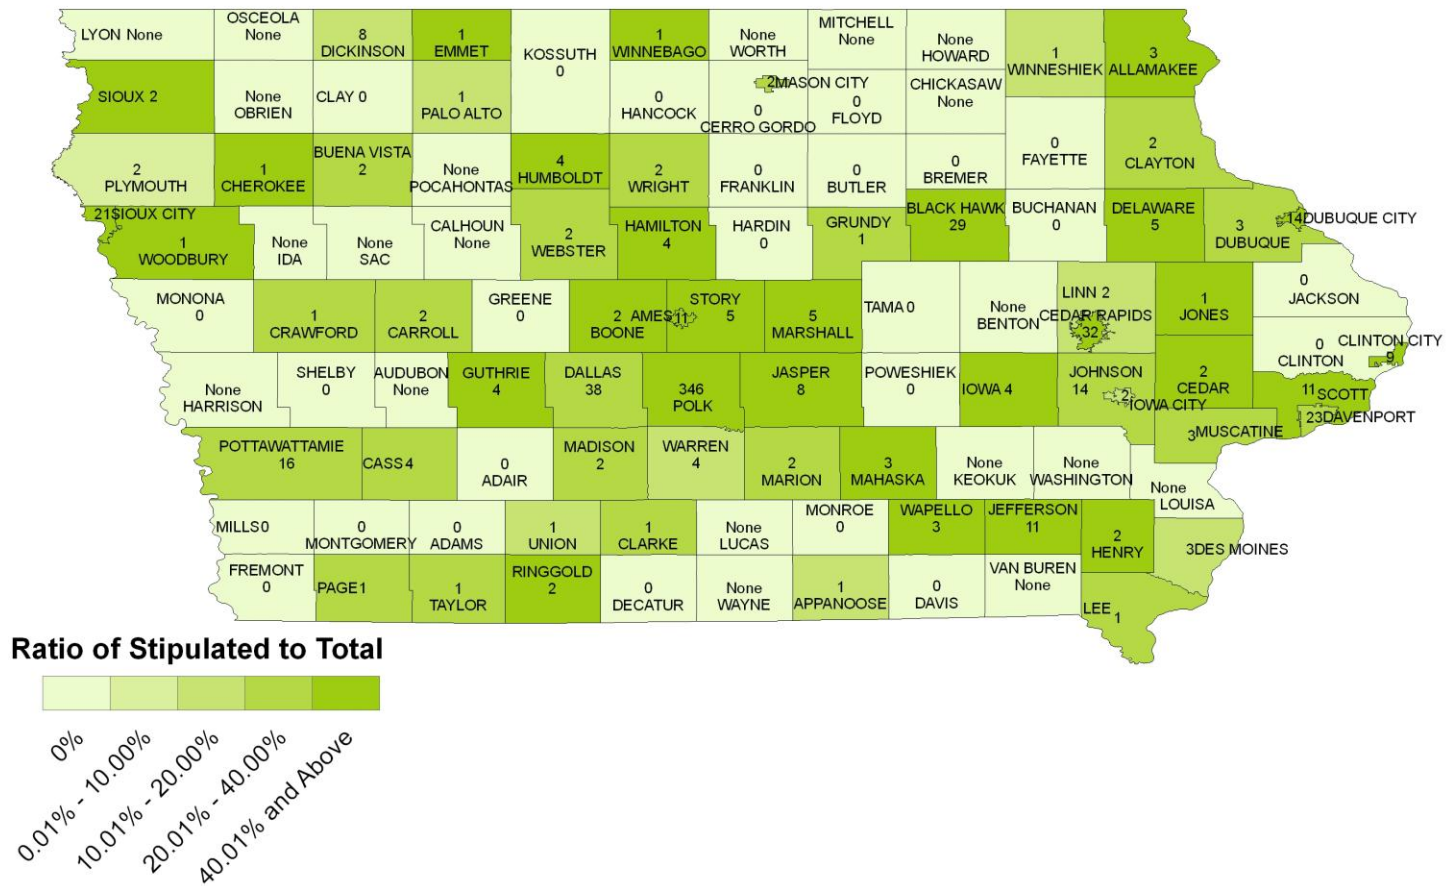 LYON None
OSCEOLA
None
8
DICKINSON
1
EMMET
KOSSUTH
0
1
WINNEBAGO
None
WORTH
MITCHELL
None
None
HOWARD
1
WINNESHIEK
3
ALLAMAKEE
SIOUX 2
None
OBRIEN
CLAY 0
1
PALO ALTO
0
HANCOCK
2MASON CITY
0
CERRO GORDO
0
FLOYD
CHICKASAW
None
2
PLYMOUTH
1
CHEROKEE
BUENA VISTA
2
None
POCAHONTAS
4
HUMBOLDT
2
WRIGHT
0
FRANKLIN
0
BUTLER
0
BREMER
0
FAYETTE
2
CLAYTON
21SIOUX CITY
1
WOODBURY
None
IDA
None
SAC
CALHOUN
None
2
WEBSTER
HAMILTON
4
HARDIN
0
GRUNDY
1
BLACK HAWK
29
BUCHANAN
0
DELAWARE
5
3
DUBUQUE
14DUBUQUE CITY
MONONA
0
1
CRAWFORD
2
CARROLL
GREENE
0
2
BOONE
AMES
11
STORY
5
5
MARSHALL
TAMA 0
None
BENTON
LINN 2
CEDAR RAPIDS
32
1
JONES
0
JACKSON
0
CLINTON
CLINTON CITY
9
None
HARRISON
SHELBY
0
AUDUBON
None
GUTHRIE
4
DALLAS
38
346
POLK
JASPER
8
POWESHIEK
0
IOWA 4
JOHNSON
14
2
IOWA CITY
2
CEDAR
11
SCOTT
23DAVENPORT
3MUSCATINE
POTTAWATTAMIE
16
CASS 4
0
ADAIR
MADISON
2
WARREN
4
2
MARION
3
MAHASKA
None
KEOKUK
None
WASHINGTON
None
LOUISA
MILLS0
0
MONTGOMERY
0
ADAMS
1
UNION
1
CLARKE
None
LUCAS
MONROE
0
WAPELLO
3
JEFFERSON
11
2
HENRY
3DES MOINES
FREMONT
0
PAGE1
1
TAYLOR
RINGGOLD
2
0
DECATUR
None
WAYNE
1
APPANOOSE
0
DAVIS
VAN BUREN
None
LEE
1
Ratio of Stipulated to Total
0%
0.01% - 10.00%
10.01% - 20.00%
20.01% - 40.00%
40.01% and Above